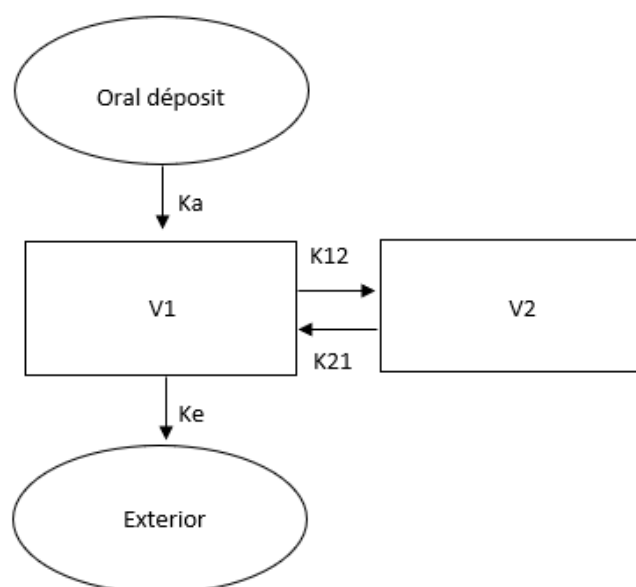 Oral déposit
Ka
K12
V1
V2
K21
Ke
Exterior